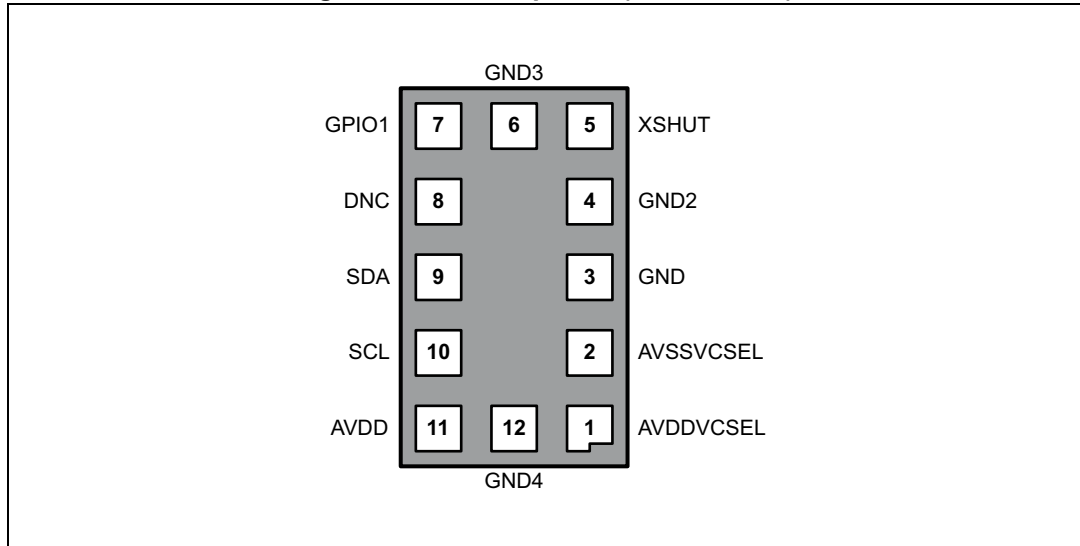 GND3
GPIO1 7 6 5 XSHUT
DNC 8 4 GND2
SDA 9 3 GND
SCL 10 2 AVSSVCSEL
AVDD 11 12 1 AVDDVCSEL
GND4